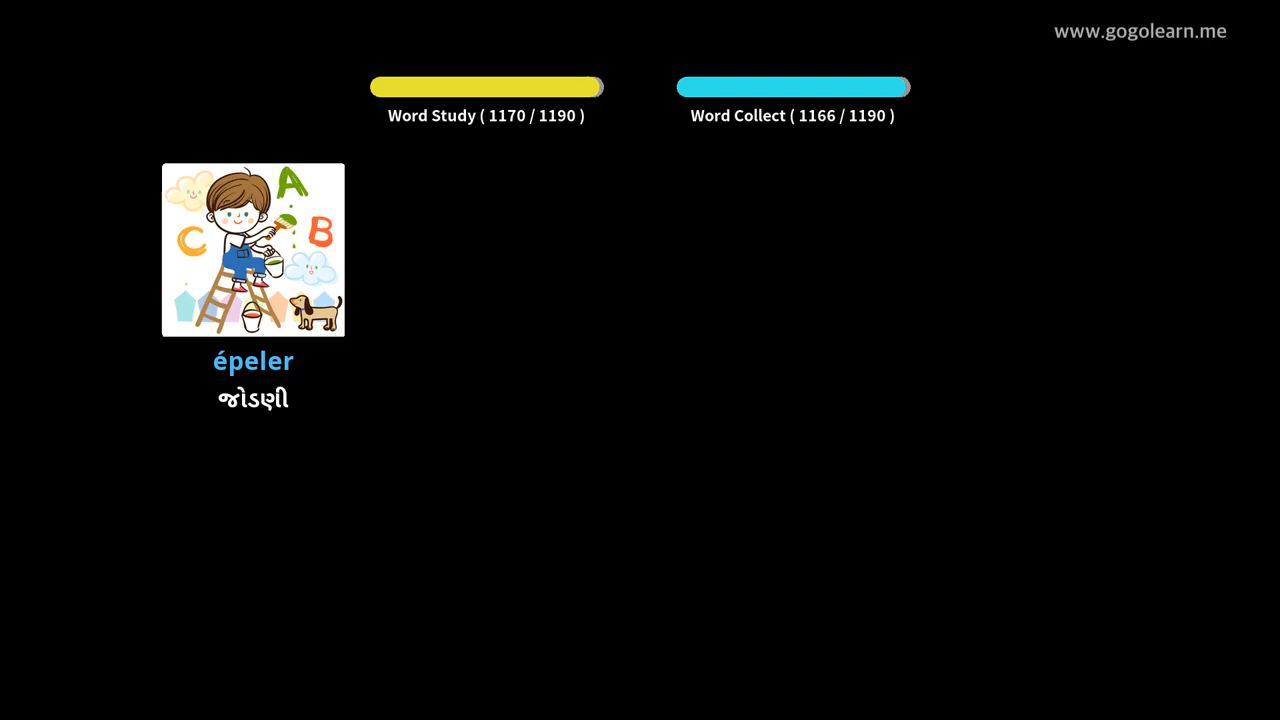 www.gogolearn.me
Word Study ( 1170 / 1190 )
Word Collect ( 1166 / 1190 )
A
B
C
épeler
જોડણી